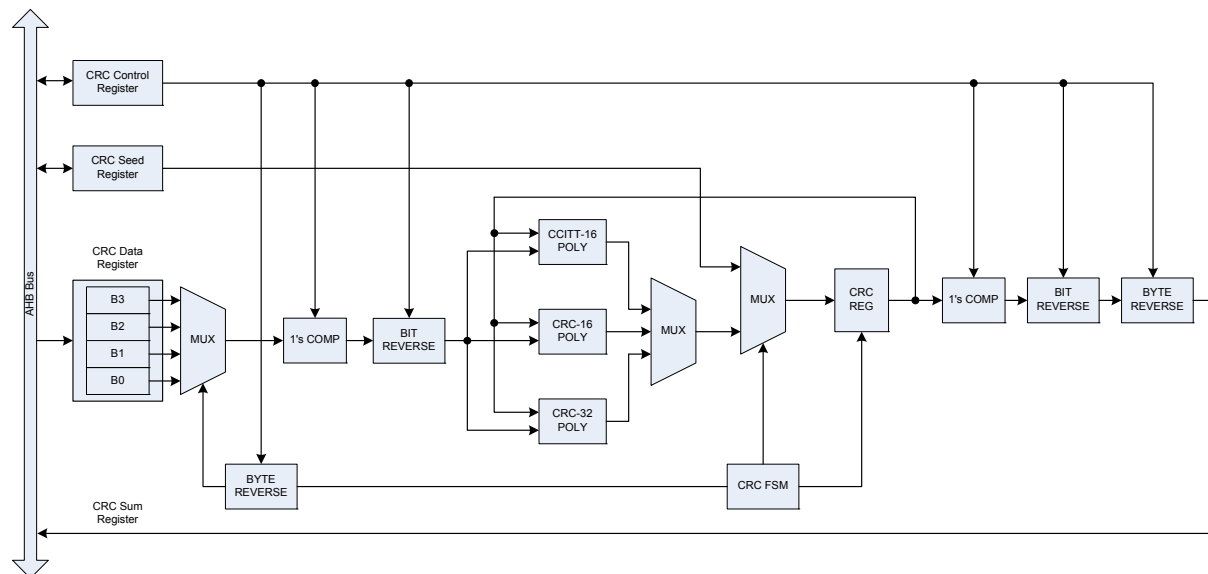 AHB Bus
CRC Control
Register
CRC Seed
Register
CRC Data
Register
B3
B2
B1
B0
MUX
1's COMP
BIT
REVERSE
CCITT-16
POLY
CRC-16
POLY
CRC-32
POLY
MUX
MUX
CRC
REG
1's COMP
BIT
REVERSE
BYTE
REVERSE
BYTE
REVERSE
CRC FSM
CRC Sum
Register